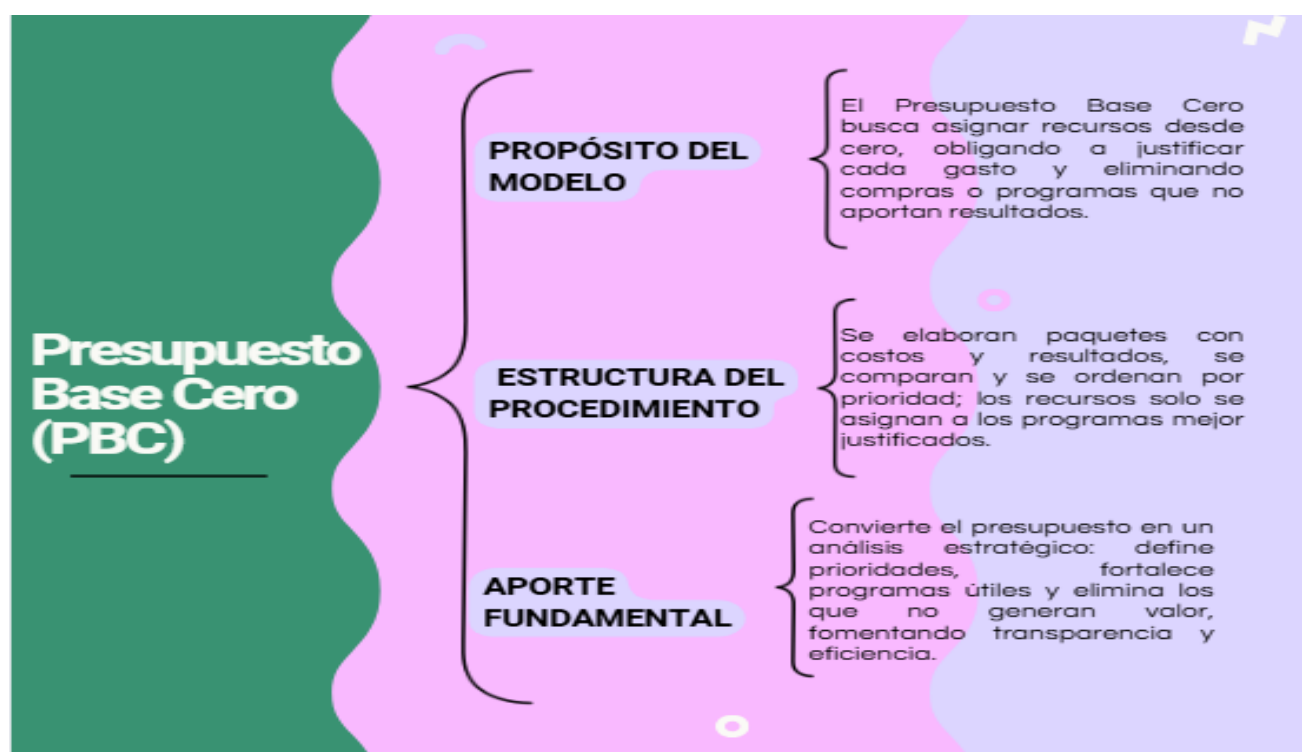 Presupuesto
Base Cero
(PBC)
PROPÓSITO DEL
MODELO
El Presupuesto Base Cero
busca asignar recursos desde
cero, obligando a justificar
cada gasto y eliminando
compras o programas que no
aportan resultados.
ESTRUCTURA DEL
PROCEDIMIENTO
Se elaboran paquetes con
costos y resultados, se
comparan y se ordenan por
prioridad; los recursos solo se
asignan a los programas mejor
justificados.
APORTE
FUNDAMENTAL
Convierte el presupuesto en un
análisis estratégico: define
prioridades, fortalece
programas útiles y elimina los
que no generan valor,
fomentando transparencia y
eficiencia.